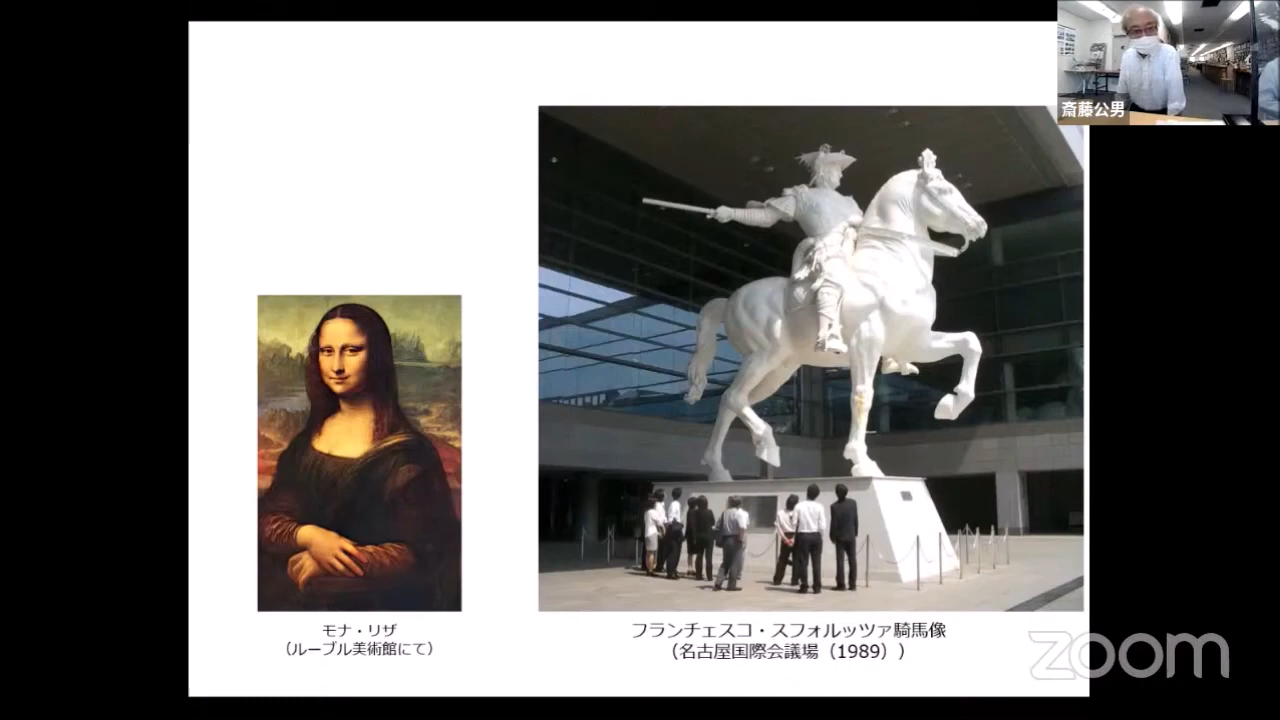 斎藤公男
モナ・リザ
（ルーブル美術館にて）
フランチェスコ・スフォルッツァ騎馬像
（名古屋国際会議場（1989））
zoom